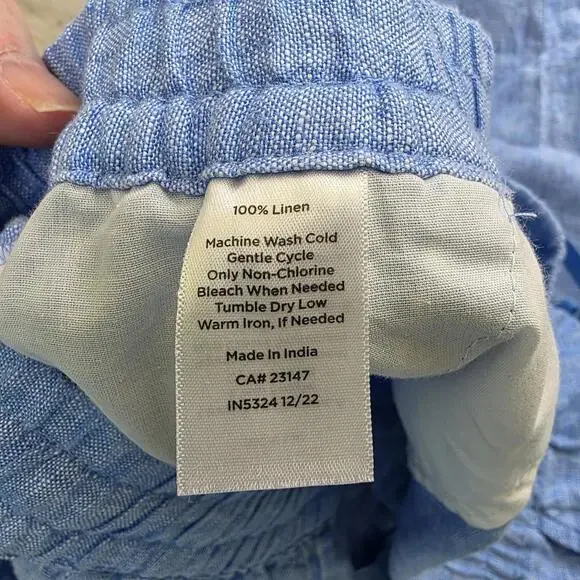 100% Linen
Machine Wash Cold
Gentle Cycle
Only Non-Chlorine
Bleach When Needed
Tumble Dry Low
Warm Iron, If Needed
Made In India
CA# 23147
IN5324 12/22